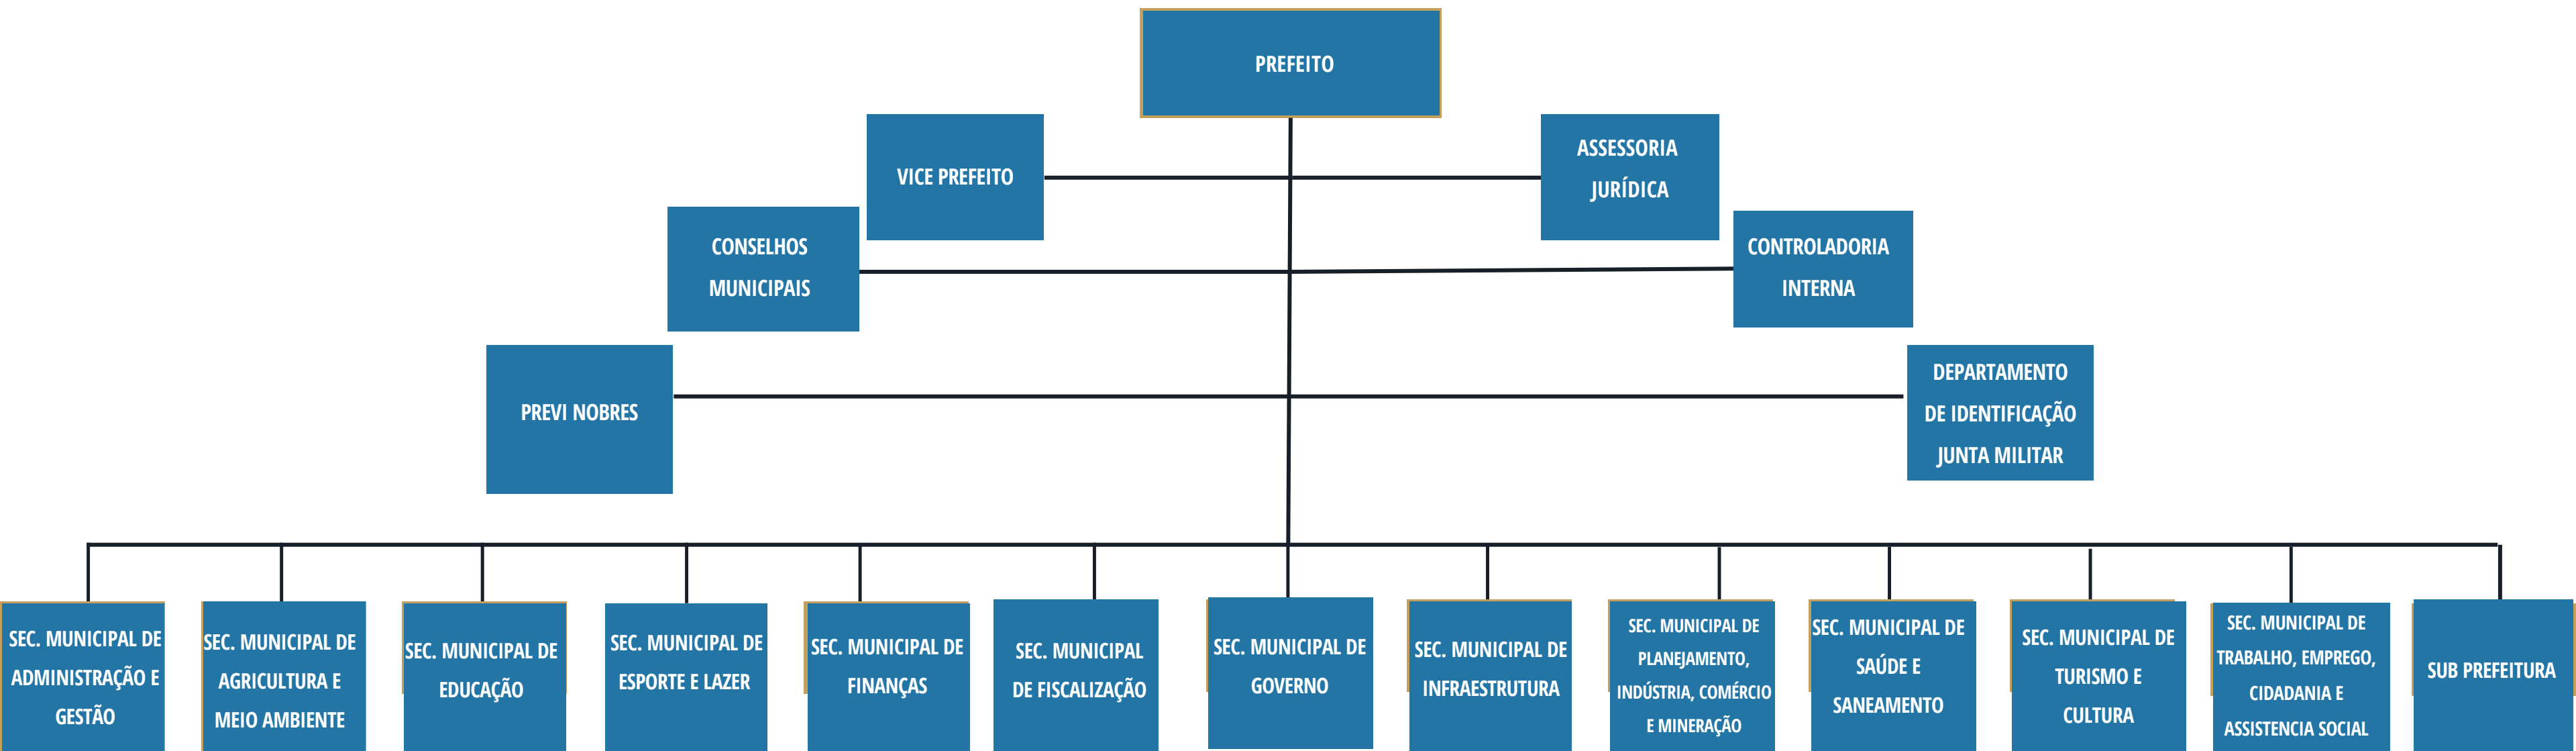 PREFEITO
VICE PREFEITO
ASSESSORIA
JURÍDICA
CONSELHOS
MUNICIPAIS
CONTROLADORIA
INTERNA
PREVI NOBRES
DEPARTAMENTO
DE IDENTIFICAÇÃO
JUNTA MILITAR
SEC. MUNICIPAL DE
ADMINISTRAÇÃO E
GESTÃO
SEC. MUNICIPAL DE
AGRICULTURA E
MEIO AMBIENTE
SEC. MUNICIPAL DE
EDUCAÇÃO
SEC. MUNICIPAL DE
ESPORTE E LAZER
SEC. MUNICIPAL DE
FINANÇAS
SEC. MUNICIPAL
DE FISCALIZAÇÃO
SEC. MUNICIPAL DE
GOVERNO
SEC. MUNICIPAL DE
INFRAESTRUTURA
SEC. MUNICIPAL DE
PLANEJAMENTO,
INDÚSTRIA, COMÉRCIO
E MINERAÇÃO
SEC. MUNICIPAL DE
SAÚDE E
SANEAMENTO
SEC. MUNICIPAL DE
TURISMO E
CULTURA
SEC. MUNICIPAL DE
TRABALHO, EMPREGO,
CIDADANIA E
ASSISTENCIA SOCIAL
SUB PREFEITURA